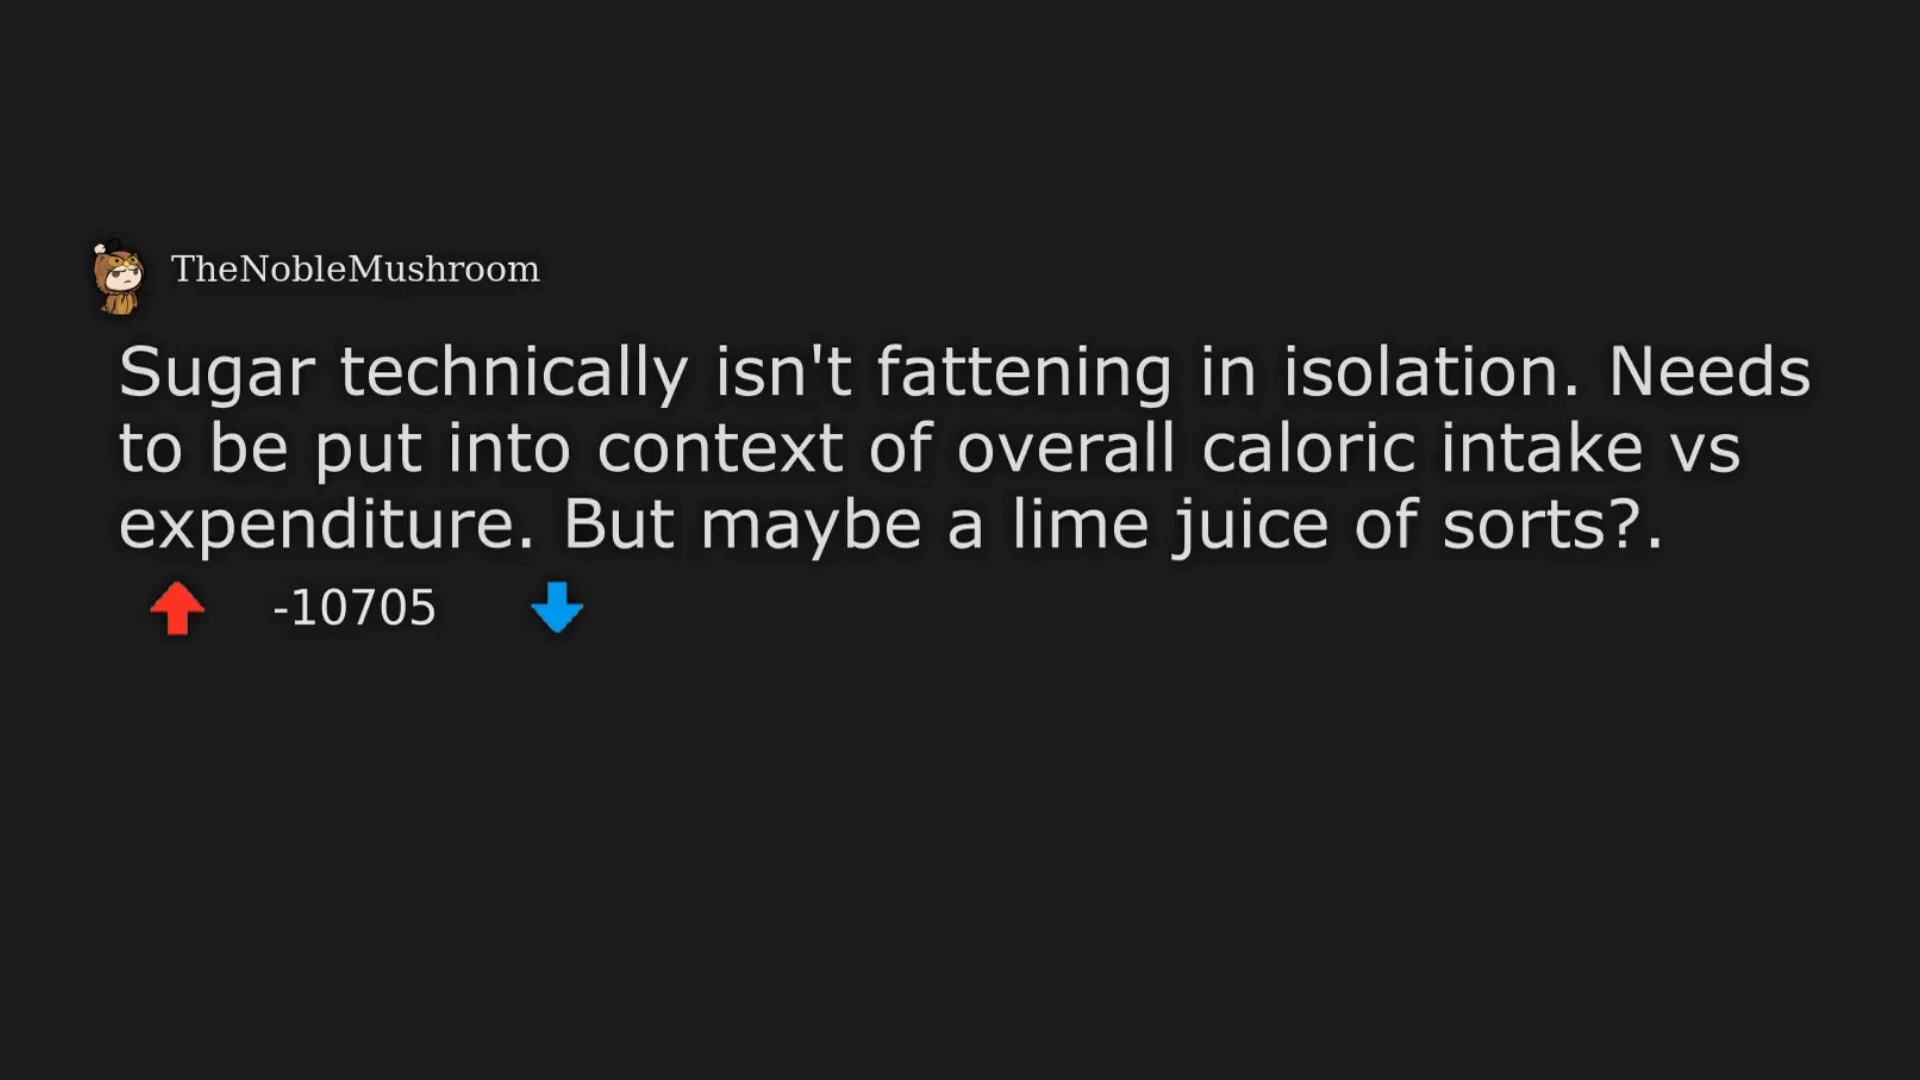 TheNobleMushroom
Sugar technically isn't fattening in isolation. Needs
to be put into context of overall caloric intake vs
expenditure. But maybe a lime juice of sorts?.
-10705